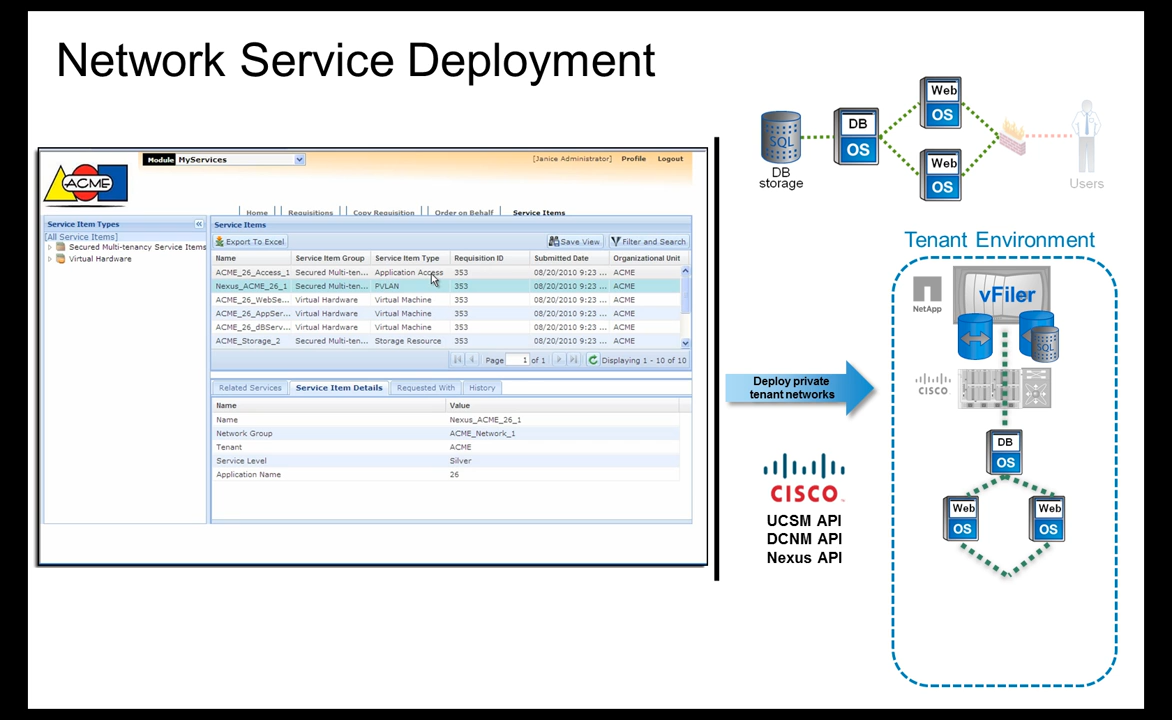 Network Service Deployment
Module MyServices
[Janice Administrator] Profile Logout
ACME
Home Requisitions Copy Requisition Order on Behalf Service Items
Service Item Types
[All Service Items]
Secured Multi-tenancy Service Items
Virtual Hardware
Service Items
Export To Excel Save View Filter and Search
Name Service Item Group Service Item Type Requisition ID Submitted Date Organizational Unit
ACME_26_Access_1 Secured Multi-ten... Application Access 353 08/20/2010 9:23 ... ACME
Nexus_ACME_26_1 Secured Multi-ten... PVLAN 353 08/20/2010 9:23 ... ACME
ACME_26_WebSe... Virtual Hardware Virtual Machine 353 08/20/2010 9:23 ... ACME
ACME_26_AppSer... Virtual Hardware Virtual Machine 353 08/20/2010 9:23 ... ACME
ACME_26_dBServ... Virtual Hardware Virtual Machine 353 08/20/2010 9:23 ... ACME
ACME_Storage_2 Secured Multi-ten... Storage Resource 353 08/20/2010 9:23 ... ACME
Page 1 of 1 Displaying 1 - 10 of 10
Related Services Service Item Details Requested With History
Name Value
Name Nexus_ACME_26_1
Network Group ACME_Network_1
Tenant ACME
Service Level Silver
Application Name 26
SQL
DB
storage
DB
OS
Web
OS
Web
OS
Users
Deploy private
tenant networks
CISCO
UCSM API
DCNM API
Nexus API
Tenant Environment
NetApp
vFiler
SQL
CISCO
DB
OS
Web
OS
Web
OS